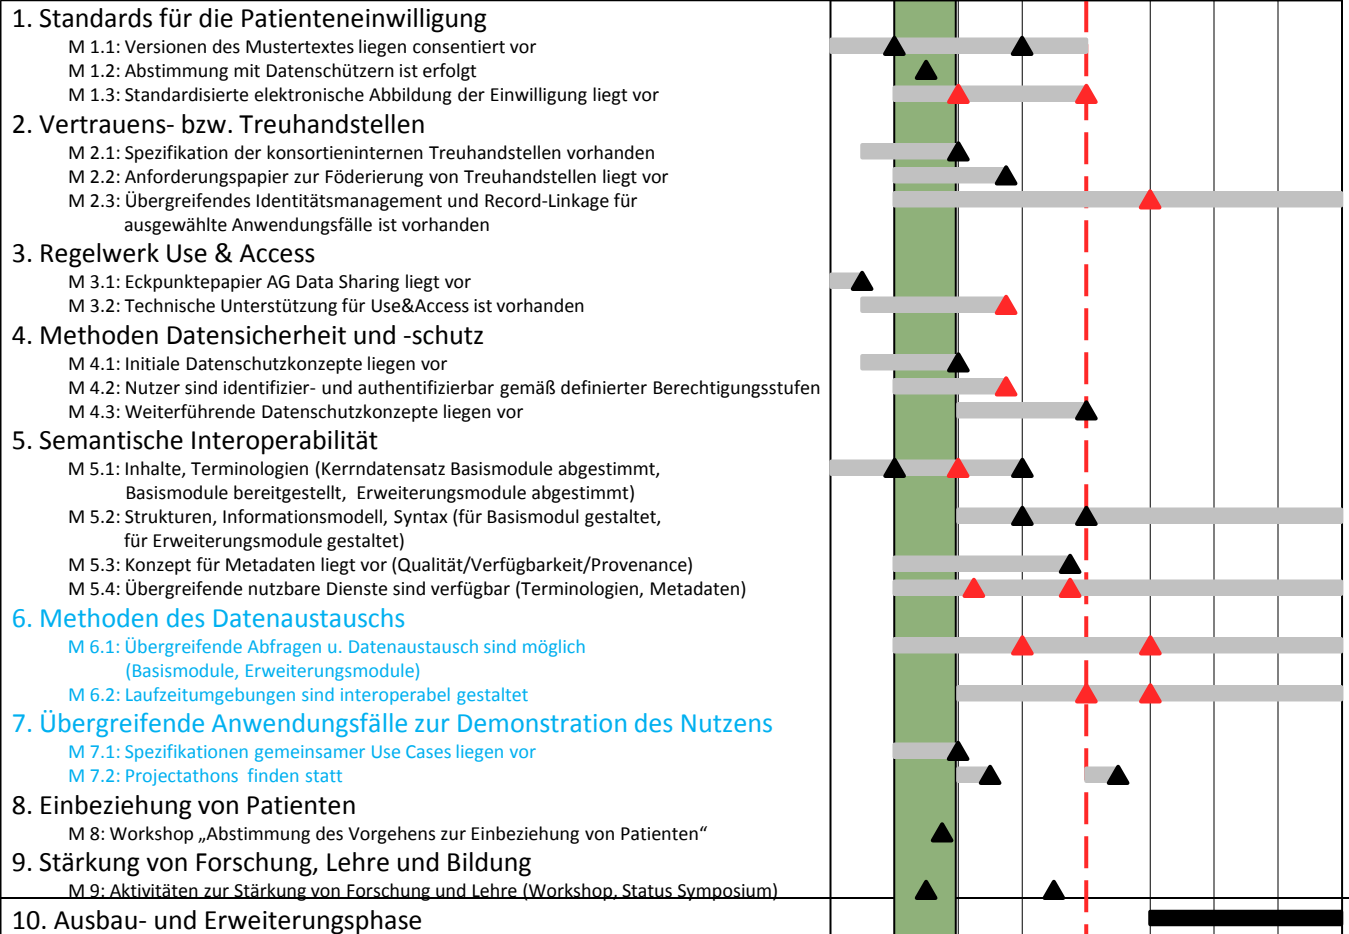 1. Standards für die Patienteneinwilligung
M 1.1: Versionen des Mustertextes liegen consentiert vor
M 1.2: Abstimmung mit Datenschützern ist erfolgt
M 1.3: Standardisierte elektronische Abbildung der Einwilligung liegt vor
2. Vertrauens- bzw. Treuhandstellen
M 2.1: Spezifikation der konsortieninternen Treuhandstellen vorhanden
M 2.2: Anforderungspapier zur Föderierung von Treuhandstellen liegt vor
M 2.3: Übergreifendes Identitätsmanagement und Record-Linkage für
ausgewählte Anwendungsfälle ist vorhanden
3. Regelwerk Use & Access
M 3.1: Eckpunktepapier AG Data Sharing liegt vor
M 3.2: Technische Unterstützung für Use&Access ist vorhanden
4. Methoden Datensicherheit und -schutz
M 4.1: Initiale Datenschutzkonzepte liegen vor
M 4.2: Nutzer sind identifizier- und authentifizierbar gemäß definierter Berechtigungsstufen
M 4.3: Weiterführende Datenschutzkonzepte liegen vor
5. Semantische Interoperabilität
M 5.1: Inhalte, Terminologien (Kerrndatensatz Basismodule abgestimmt,
Basismodule bereitgestellt, Erweiterungsmodule abgestimmt)
M 5.2: Strukturen, Informationsmodell, Syntax (für Basismodul gestaltet,
für Erweiterungsmodule gestaltet)
M 5.3: Konzept für Metadaten liegt vor (Qualität/Verfügbarkeit/Provenance)
M 5.4: Übergreifende nutzbare Dienste sind verfügbar (Terminologien, Metadaten)
6. Methoden des Datenaustauschs
M 6.1: Übergreifende Abfragen u. Datenaustausch sind möglich
(Basismodule, Erweiterungsmodule)
M 6.2: Laufzeitumgebungen sind interoperabel gestaltet
7. Übergreifende Anwendungsfälle zur Demonstration des Nutzens
M 7.1: Spezifikationen gemeinsamer Use Cases liegen vor
M 7.2: Projectathons finden statt
8. Einbeziehung von Patienten
M 8: Workshop „Abstimmung des Vorgehens zur Einbeziehung von Patienten“
9. Stärkung von Forschung, Lehre und Bildung
M 9: Aktivitäten zur Stärkung von Forschung und Lehre (Workshop, Status Symposium)
10. Ausbau- und Erweiterungsphase